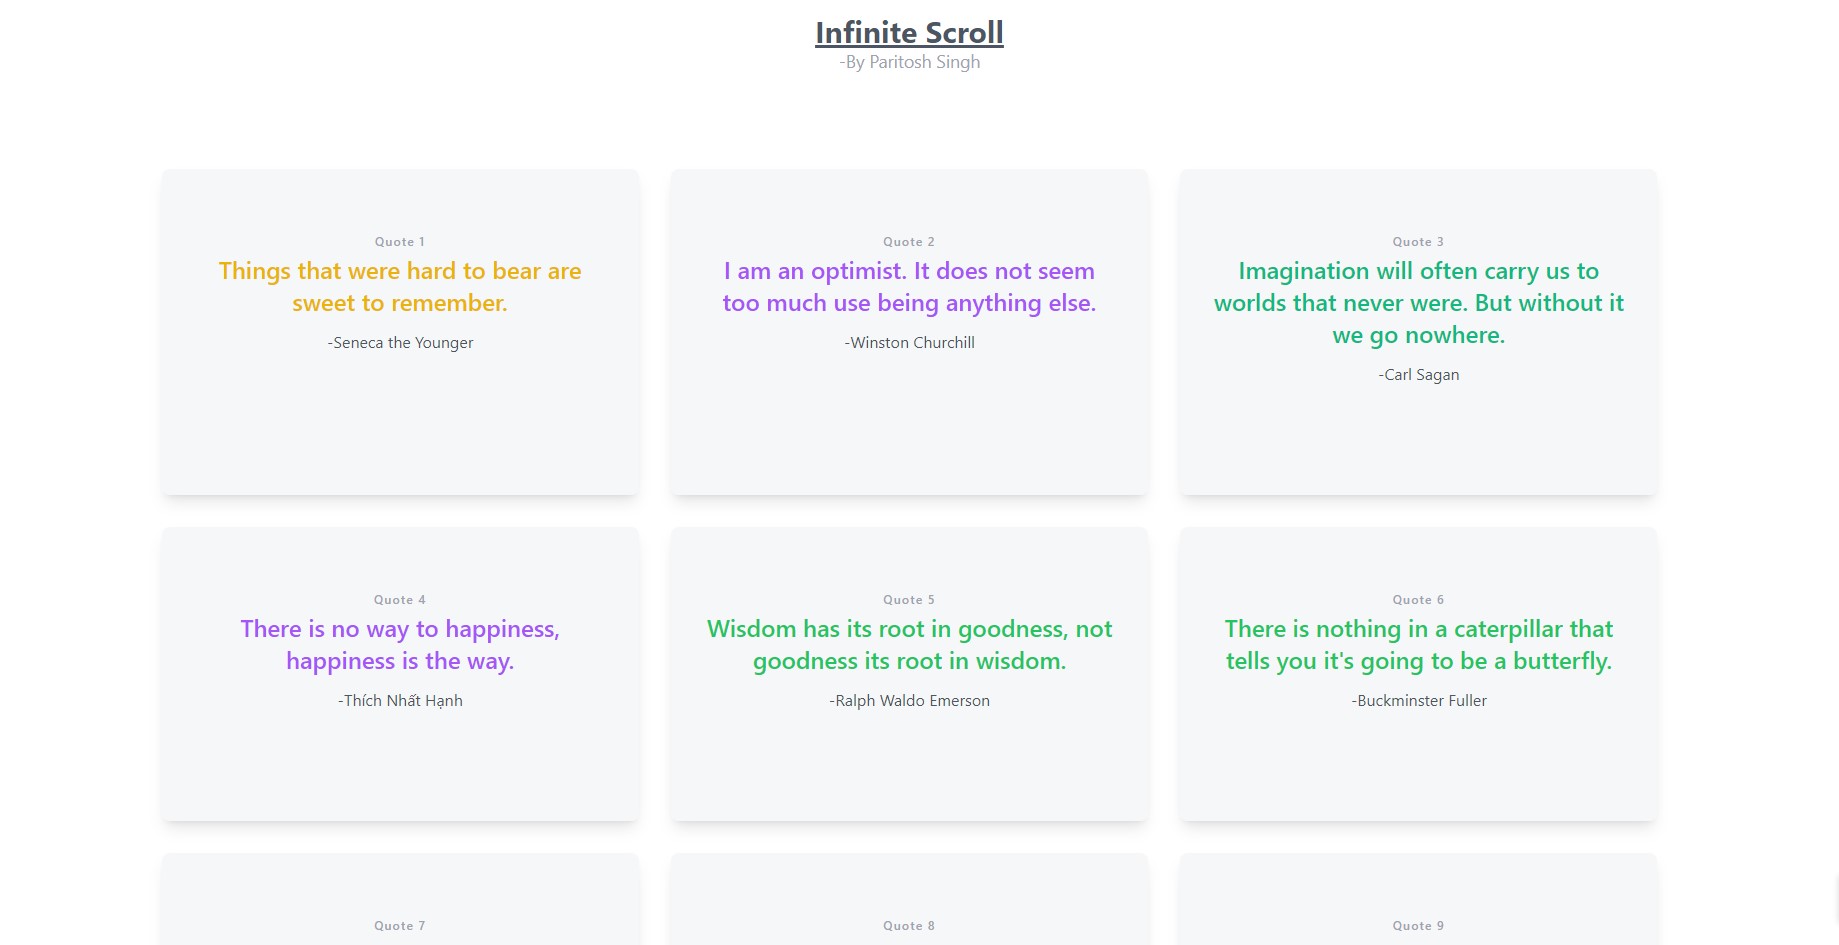 Infinite Scroll
-By Paritosh Singh
Quote 1
Things that were hard to bear are
sweet to remember.
-Seneca the Younger
Quote 2
I am an optimist. It does not seem
too much use being anything else.
-Winston Churchill
Quote 3
Imagination will often carry us to
worlds that never were. But without it
we go nowhere.
-Carl Sagan
Quote 4
There is no way to happiness,
happiness is the way.
-Thích Nhất Hạnh
Quote 5
Wisdom has its root in goodness, not
goodness its root in wisdom.
-Ralph Waldo Emerson
Quote 6
There is nothing in a caterpillar that
tells you it's going to be a butterfly.
-Buckminster Fuller
Quote 7
Quote 8
Quote 9